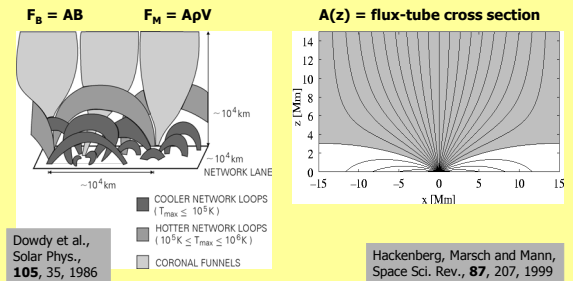 F_B = AB F_M = AρV
A(z) = flux-tube cross section
~10⁴km
~10⁴km
NETWORK LANE
~10⁴km
COOLER NETWORK LOOPS
(T_max ≤ 10⁵K)
HOTTER NETWORK LOOPS
(10⁵K ≤ T_max ≤ 10⁶K)
CORONAL FUNNELS
Dowdy et al.,
Solar Phys.,
105, 35, 1986
z [Mm]
14
12
10
8
6
4
2
0
−15 −10 −5 0 5 10 15
x [Mm]
Hackenberg, Marsch and Mann,
Space Sci. Rev., 87, 207, 1999